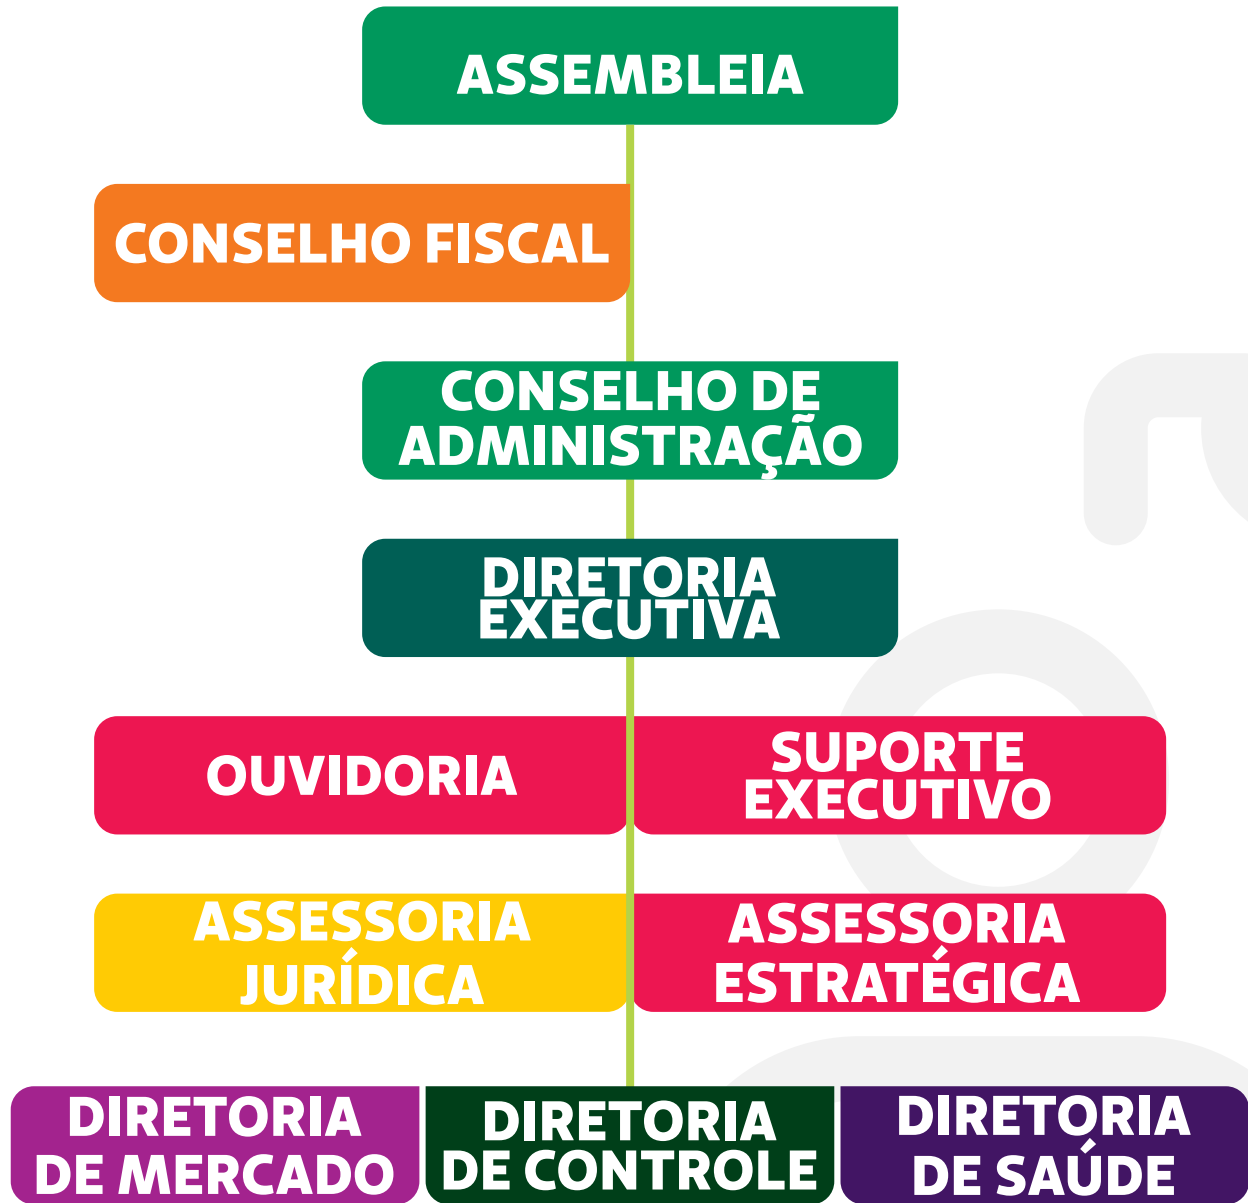 ASSEMBLEIA
CONSELHO FISCAL
CONSELHO DE
ADMINISTRAÇÃO
DIRETORIA
EXECUTIVA
OUVIDORIA
SUPORTE
EXECUTIVO
ASSESSORIA
JURÍDICA
ASSESSORIA
ESTRATÉGICA
DIRETORIA
DE MERCADO
DIRETORIA
DE CONTROLE
DIRETORIA
DE SAÚDE